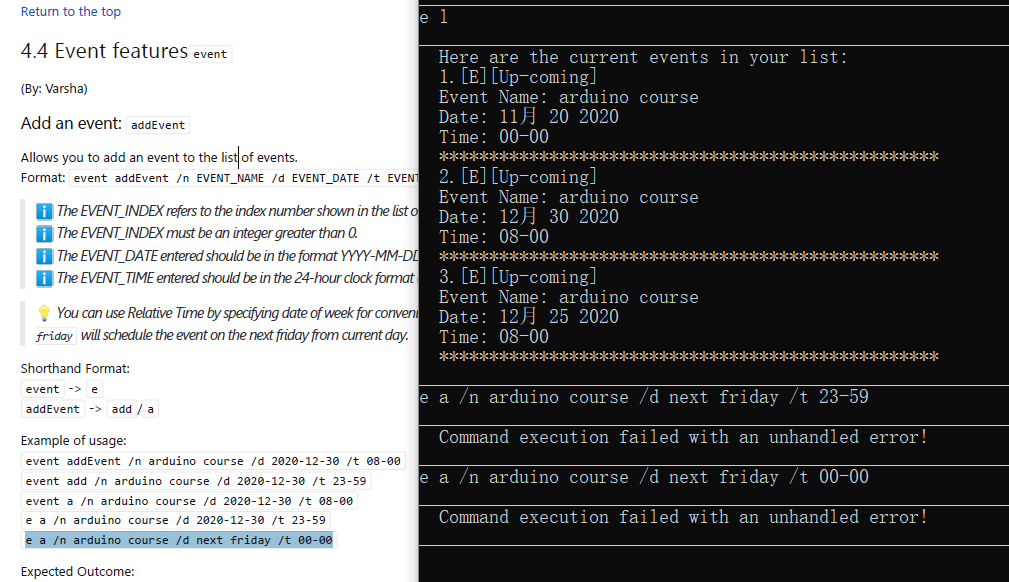 Return to the top
4.4 Event features event
(By: Varsha)
Add an event: addEvent
Allows you to add an event to the list of events.
Format: event addEvent /n EVENT_NAME /d EVENT_DATE /t EVENT
The EVENT_INDEX refers to the index number shown in the list o
The EVENT_INDEX must be an integer greater than 0.
The EVENT_DATE entered should be in the format YYYY-MM-DD
The EVENT_TIME entered should be in the 24-hour clock format
You can use Relative Time by specifying date of week for conveni
friday will schedule the event on the next friday from current day.
Shorthand Format:
event -> e
addEvent -> add / a
Example of usage:
event addEvent /n arduino course /d 2020-12-30 /t 08-00
event add /n arduino course /d 2020-12-30 /t 23-59
event a /n arduino course /d 2020-12-30 /t 08-00
e a /n arduino course /d 2020-12-30 /t 23-59
e a /n arduino course /d next friday /t 00-00
Expected Outcome:
e l
Here are the current events in your list:
1.[E][Up-coming]
Event Name: arduino course
Date: 11月 20 2020
Time: 00-00
**************************************************
2.[E][Up-coming]
Event Name: arduino course
Date: 12月 30 2020
Time: 08-00
**************************************************
3.[E][Up-coming]
Event Name: arduino course
Date: 12月 25 2020
Time: 08-00
**************************************************
e a /n arduino course /d next friday /t 23-59
Command execution failed with an unhandled error!
e a /n arduino course /d next friday /t 00-00
Command execution failed with an unhandled error!